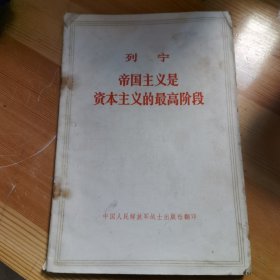 列宁
帝国主义是
资本主义的最高阶段
中国人民解放军战士出版社翻印